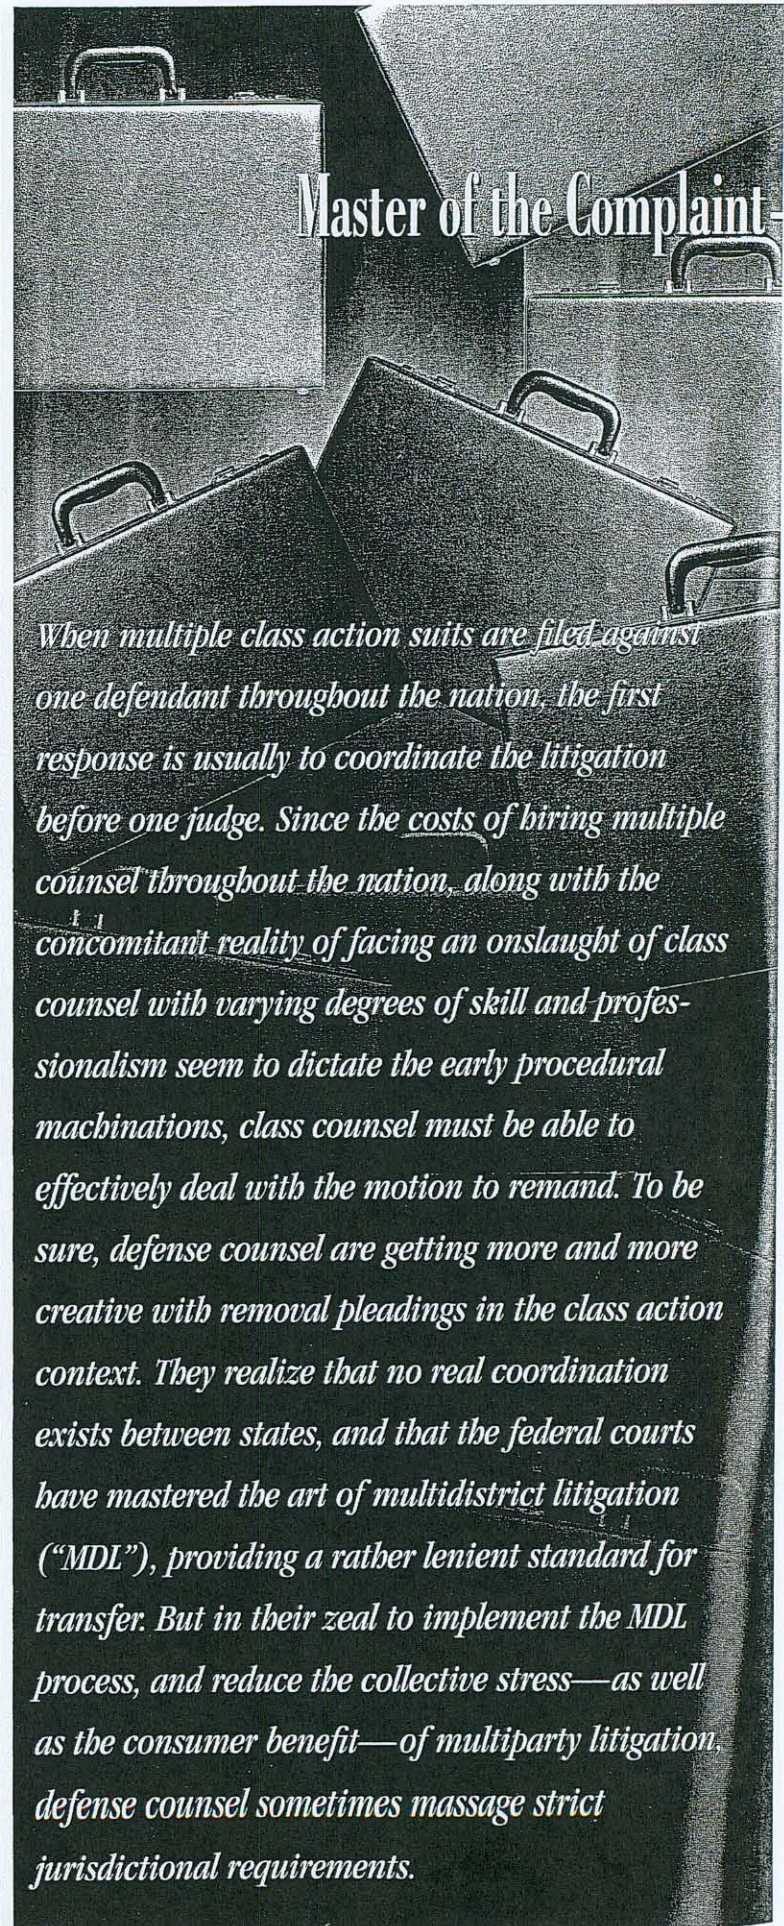 Master of the Complaint-
When multiple class action suits are filed against
one defendant throughout the nation, the first
response is usually to coordinate the litigation
before one judge. Since the costs of hiring multiple
counsel throughout the nation, along with the
concomitant reality of facing an onslaught of class
counsel with varying degrees of skill and profes-
sionalism seem to dictate the early procedural
machinations, class counsel must be able to
effectively deal with the motion to remand. To be
sure, defense counsel are getting more and more
creative with removal pleadings in the class action
context. They realize that no real coordination
exists between states, and that the federal courts
have mastered the art of multidistrict litigation
(“MDL”), providing a rather lenient standard for
transfer. But in their zeal to implement the MDL
process, and reduce the collective stress—as well
as the consumer benefit—of multiparty litigation,
defense counsel sometimes massage strict
jurisdictional requirements.